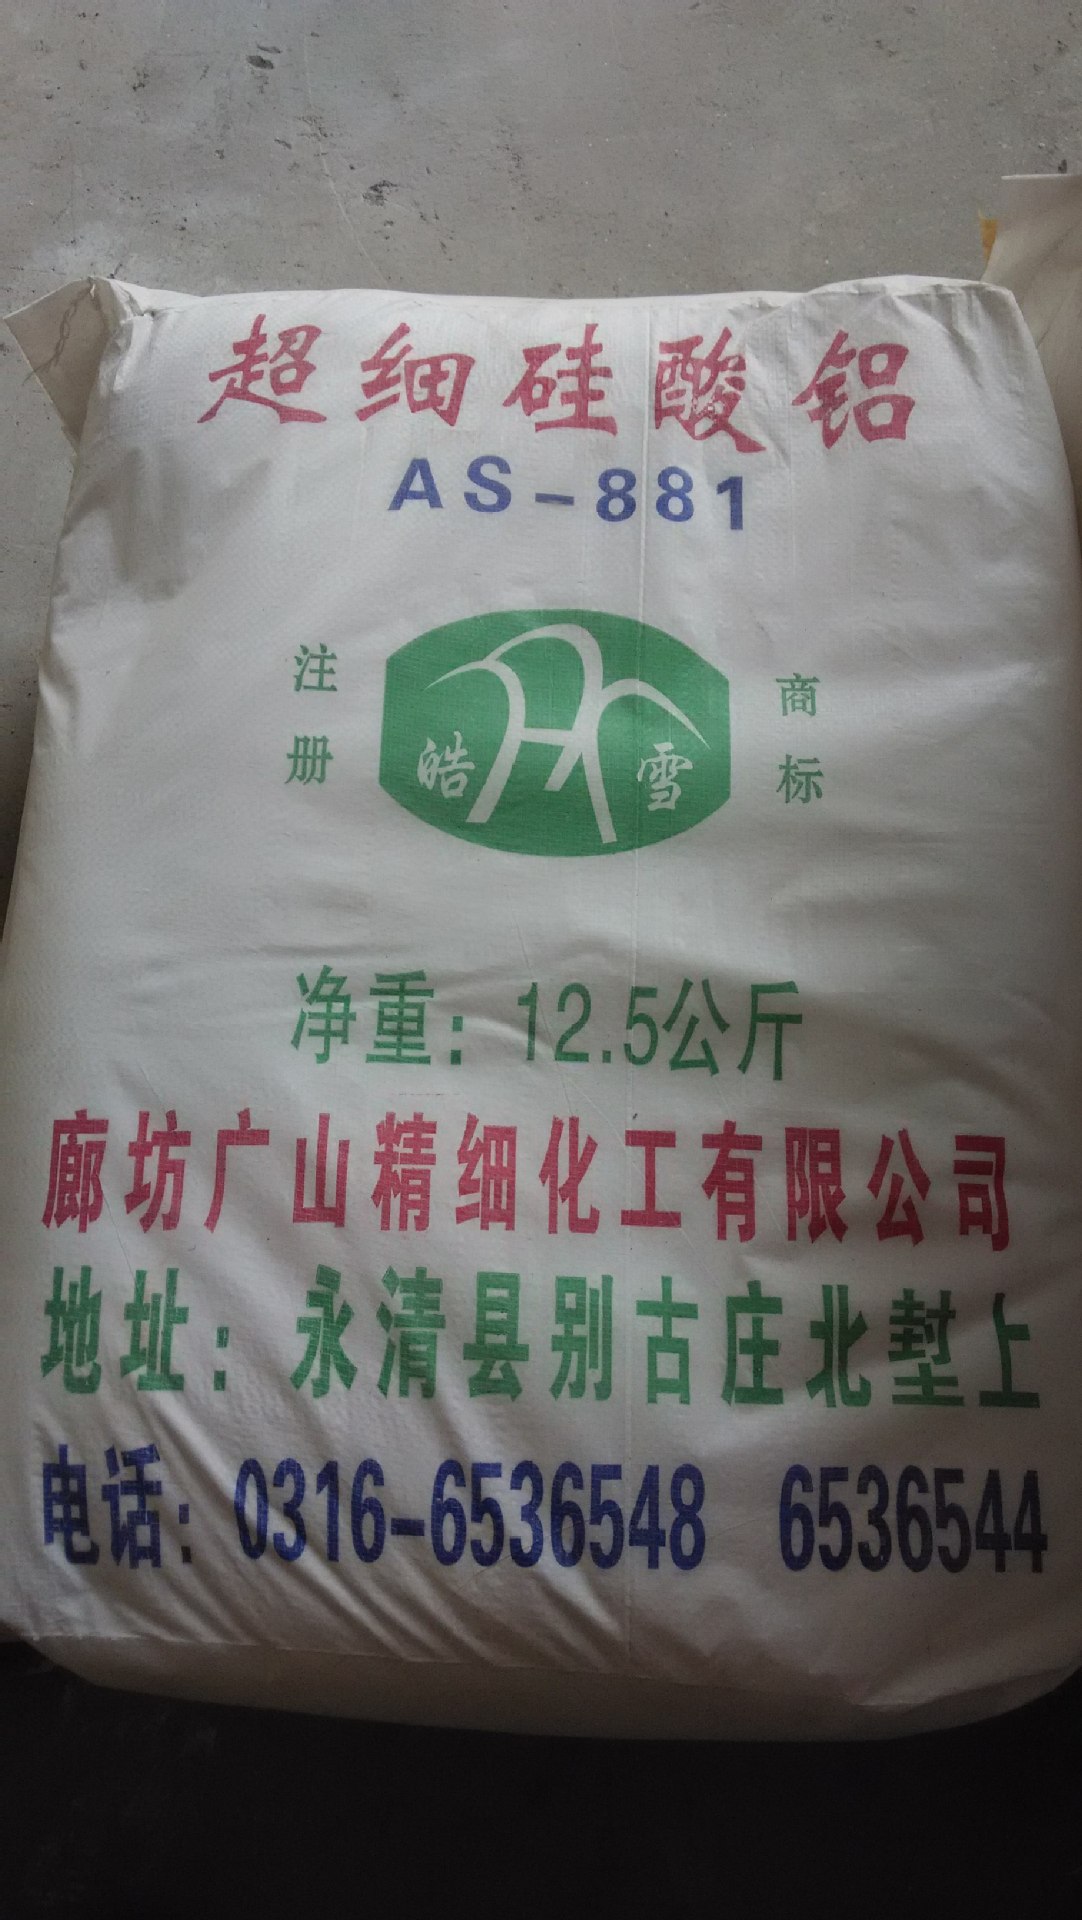 超细硅酸铝
AS-881
注册
商标
皓雪
净重：12.5公斤
廊坊广山精细化工有限公司
地址：永清县别古庄北堼上
电话：0316-6536548 6536544